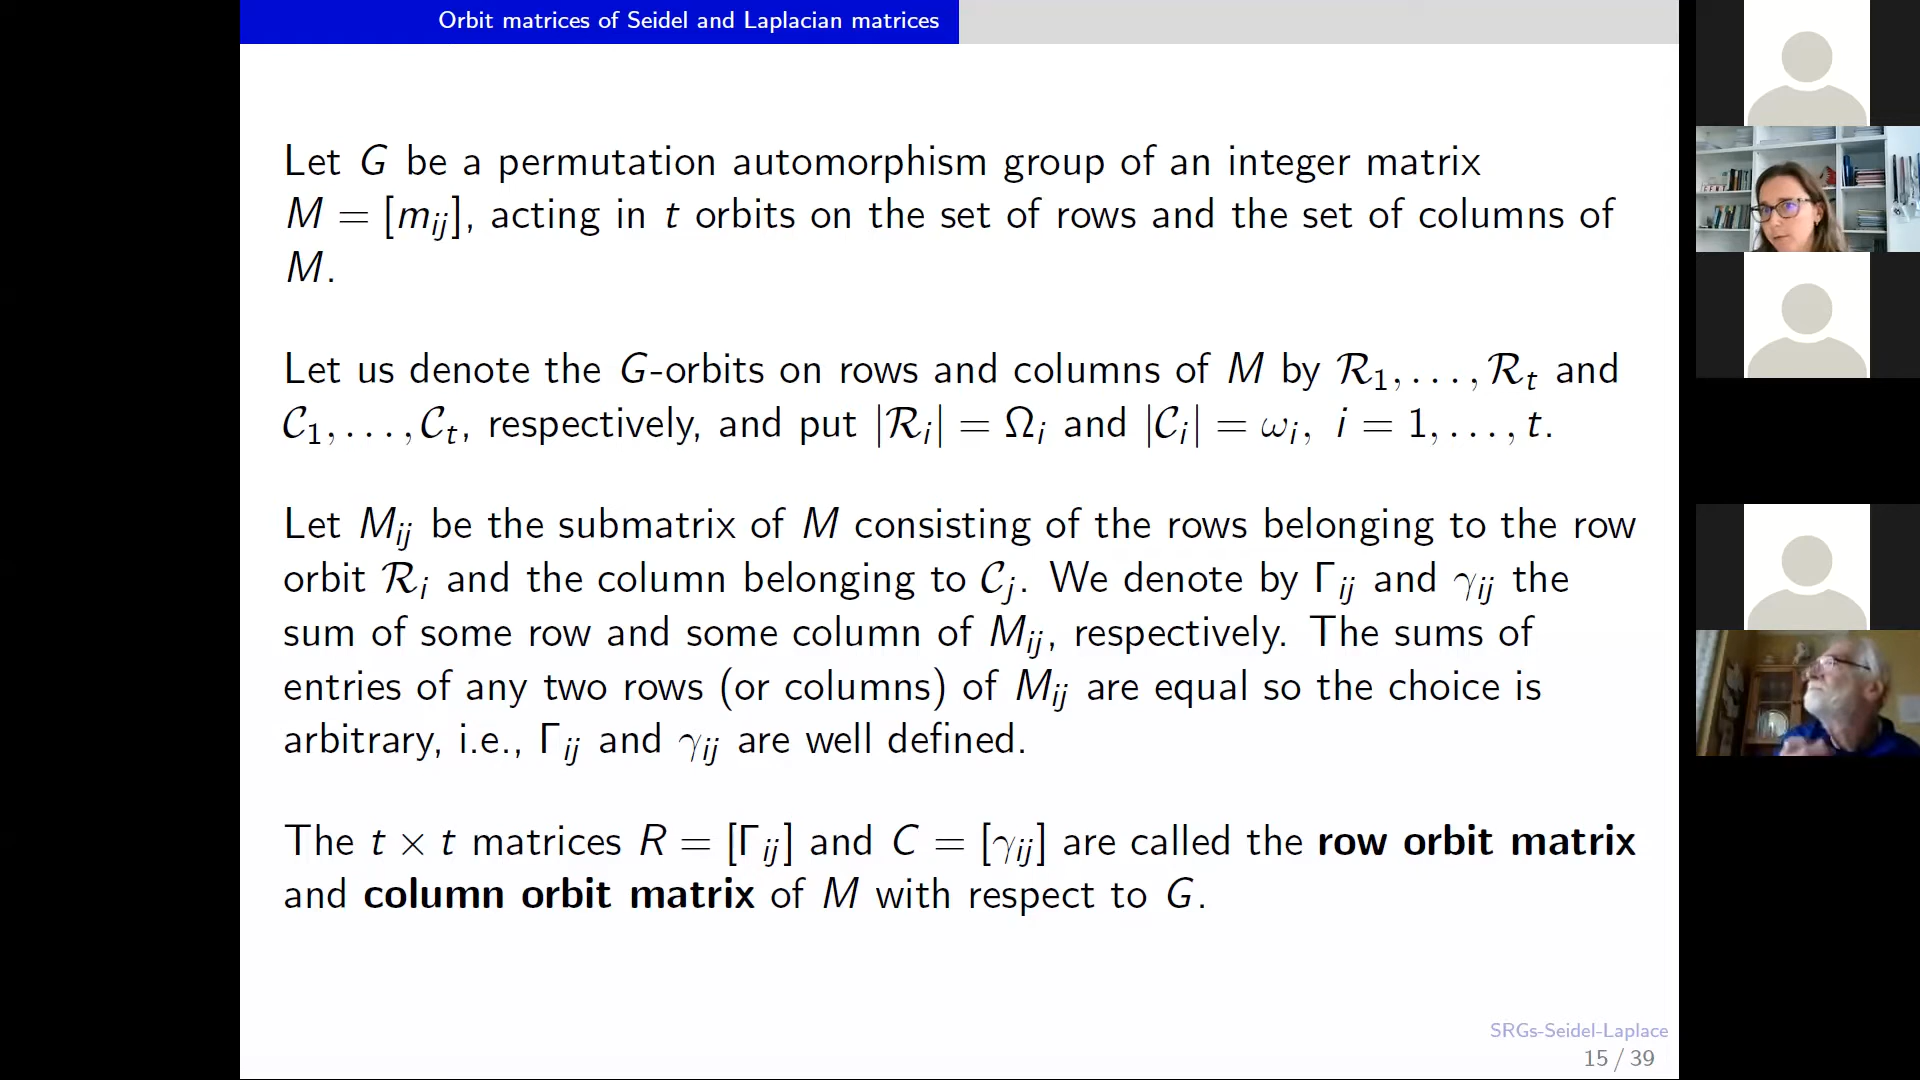 Orbit matrices of Seidel and Laplacian matrices
Let G be a permutation automorphism group of an integer matrix
M = [m_ij], acting in t orbits on the set of rows and the set of columns of
M.
Let us denote the G-orbits on rows and columns of M by ℛ_1, . . . , ℛ_t and
𝒞_1, . . . , 𝒞_t, respectively, and put |ℛ_i| = Ω_i and |𝒞_i| = ω_i, i = 1, . . . , t.
Let M_ij be the submatrix of M consisting of the rows belonging to the row
orbit ℛ_i and the column belonging to 𝒞_j. We denote by Γ_ij and γ_ij the
sum of some row and some column of M_ij, respectively. The sums of
entries of any two rows (or columns) of M_ij are equal so the choice is
arbitrary, i.e., Γ_ij and γ_ij are well defined.
The t × t matrices R = [Γ_ij] and C = [γ_ij] are called the row orbit matrix
and column orbit matrix of M with respect to G.
SRGs-Seidel-Laplace
15 / 39